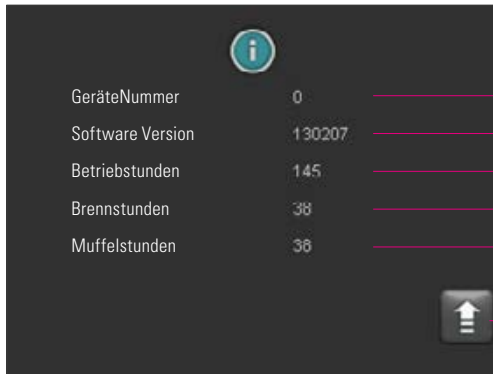 GeräteNummer 0
Software Version 130207
Betriebstunden 145
Brennstunden 38
Muffelstunden 38